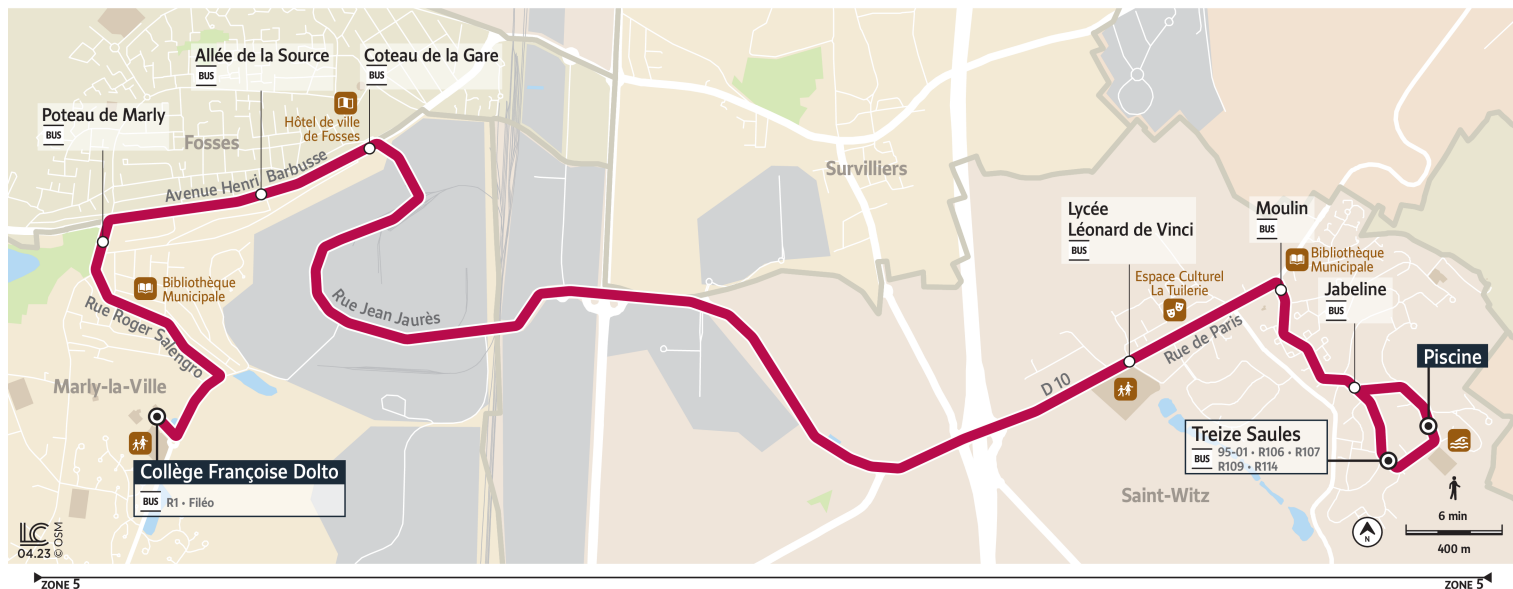 Allée de la Source
BUS
Coteau de la Gare
BUS
Poteau de Marly
BUS
Hôtel de ville
de Fosses
Fosses
Avenue Henri Barbusse
Survilliers
Lycée
Léonard de Vinci
BUS
Moulin
BUS
Bibliothèque
Municipale
Espace Culturel
La Tuilerie
Jabeline
BUS
Bibliothèque
Municipale
Rue Roger Salengro
Rue Jean Jaurès
Rue de Paris
D 10
Piscine
Marly-la-Ville
Treize Saules
BUS
95-01 • R106 • R107
R109 • R114
Collège Françoise Dolto
BUS
R1 • Filéo
Saint-Witz
LC
04.23 © OSM
N
6 min
400 m
ZONE 5
ZONE 5